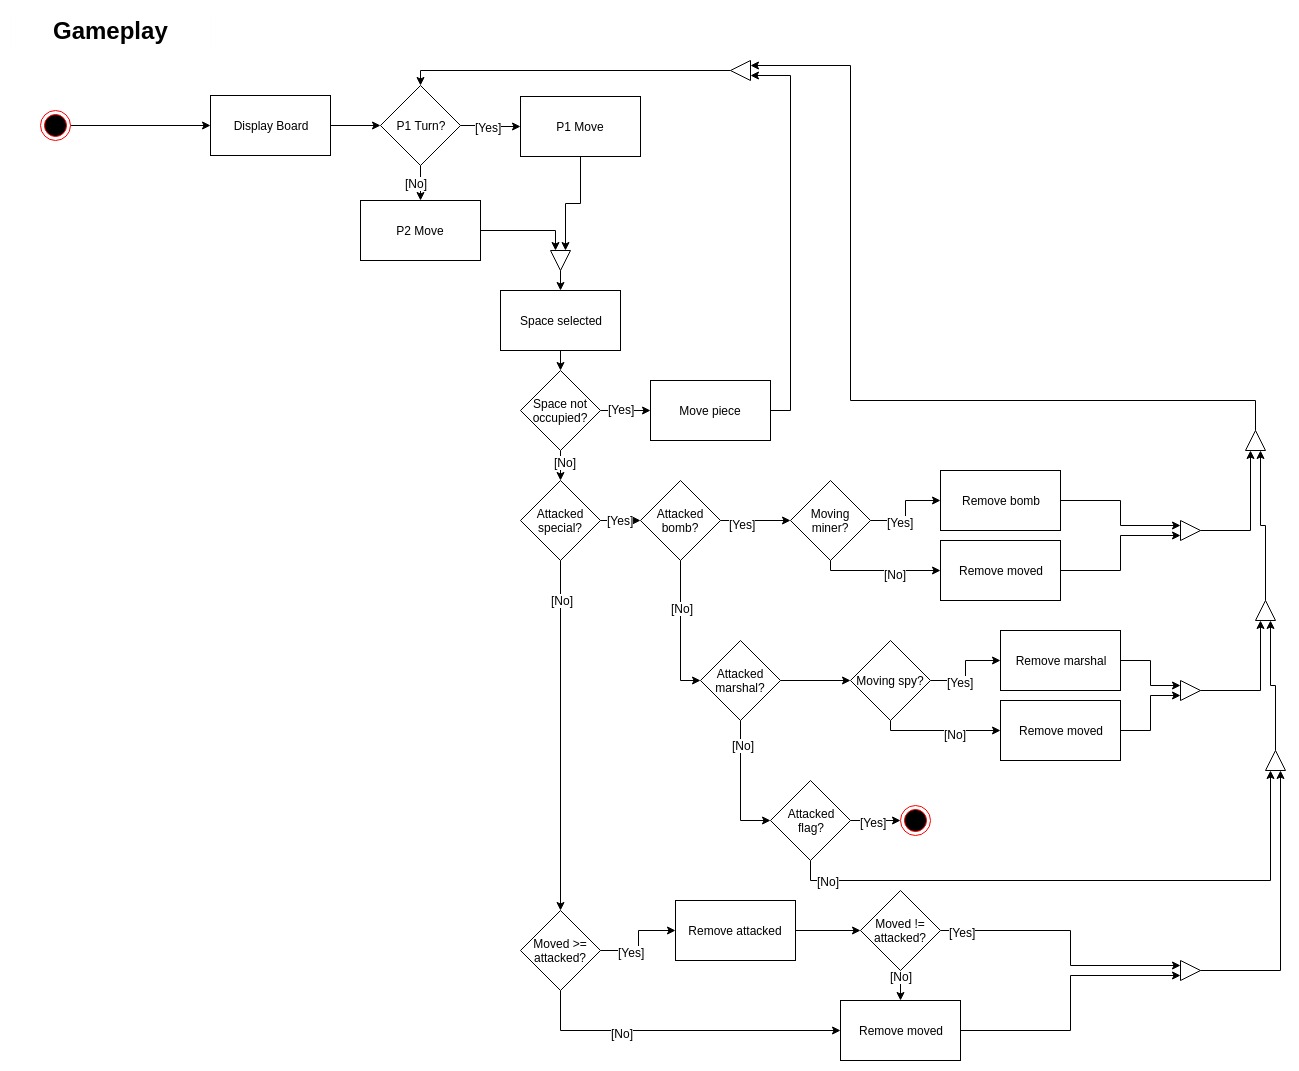 Gameplay
Display Board
P1 Turn?
[Yes]
P1 Move
[No]
P2 Move
Space selected
Space not
occupied?
[Yes]
Move piece
[No]
Attacked
special?
[Yes]
Attacked
bomb?
[Yes]
Moving
miner?
[Yes]
Remove bomb
[No]
Remove moved
[No]
[No]
Attacked
marshal?
Moving spy?
[Yes]
Remove marshal
[No]
Remove moved
[No]
Attacked
flag?
[Yes]
[No]
Moved >=
attacked?
[Yes]
Remove attacked
Moved !=
attacked?
[Yes]
[No]
[No]
Remove moved